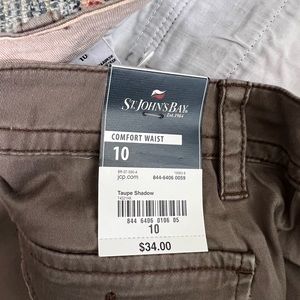 ST. JOHN'S BAY
Est. 1984
COMFORT WAIST
10
jcp.com 844-6406 0059
Taupe Shadow
844 6406 0106 05
10
$34.00